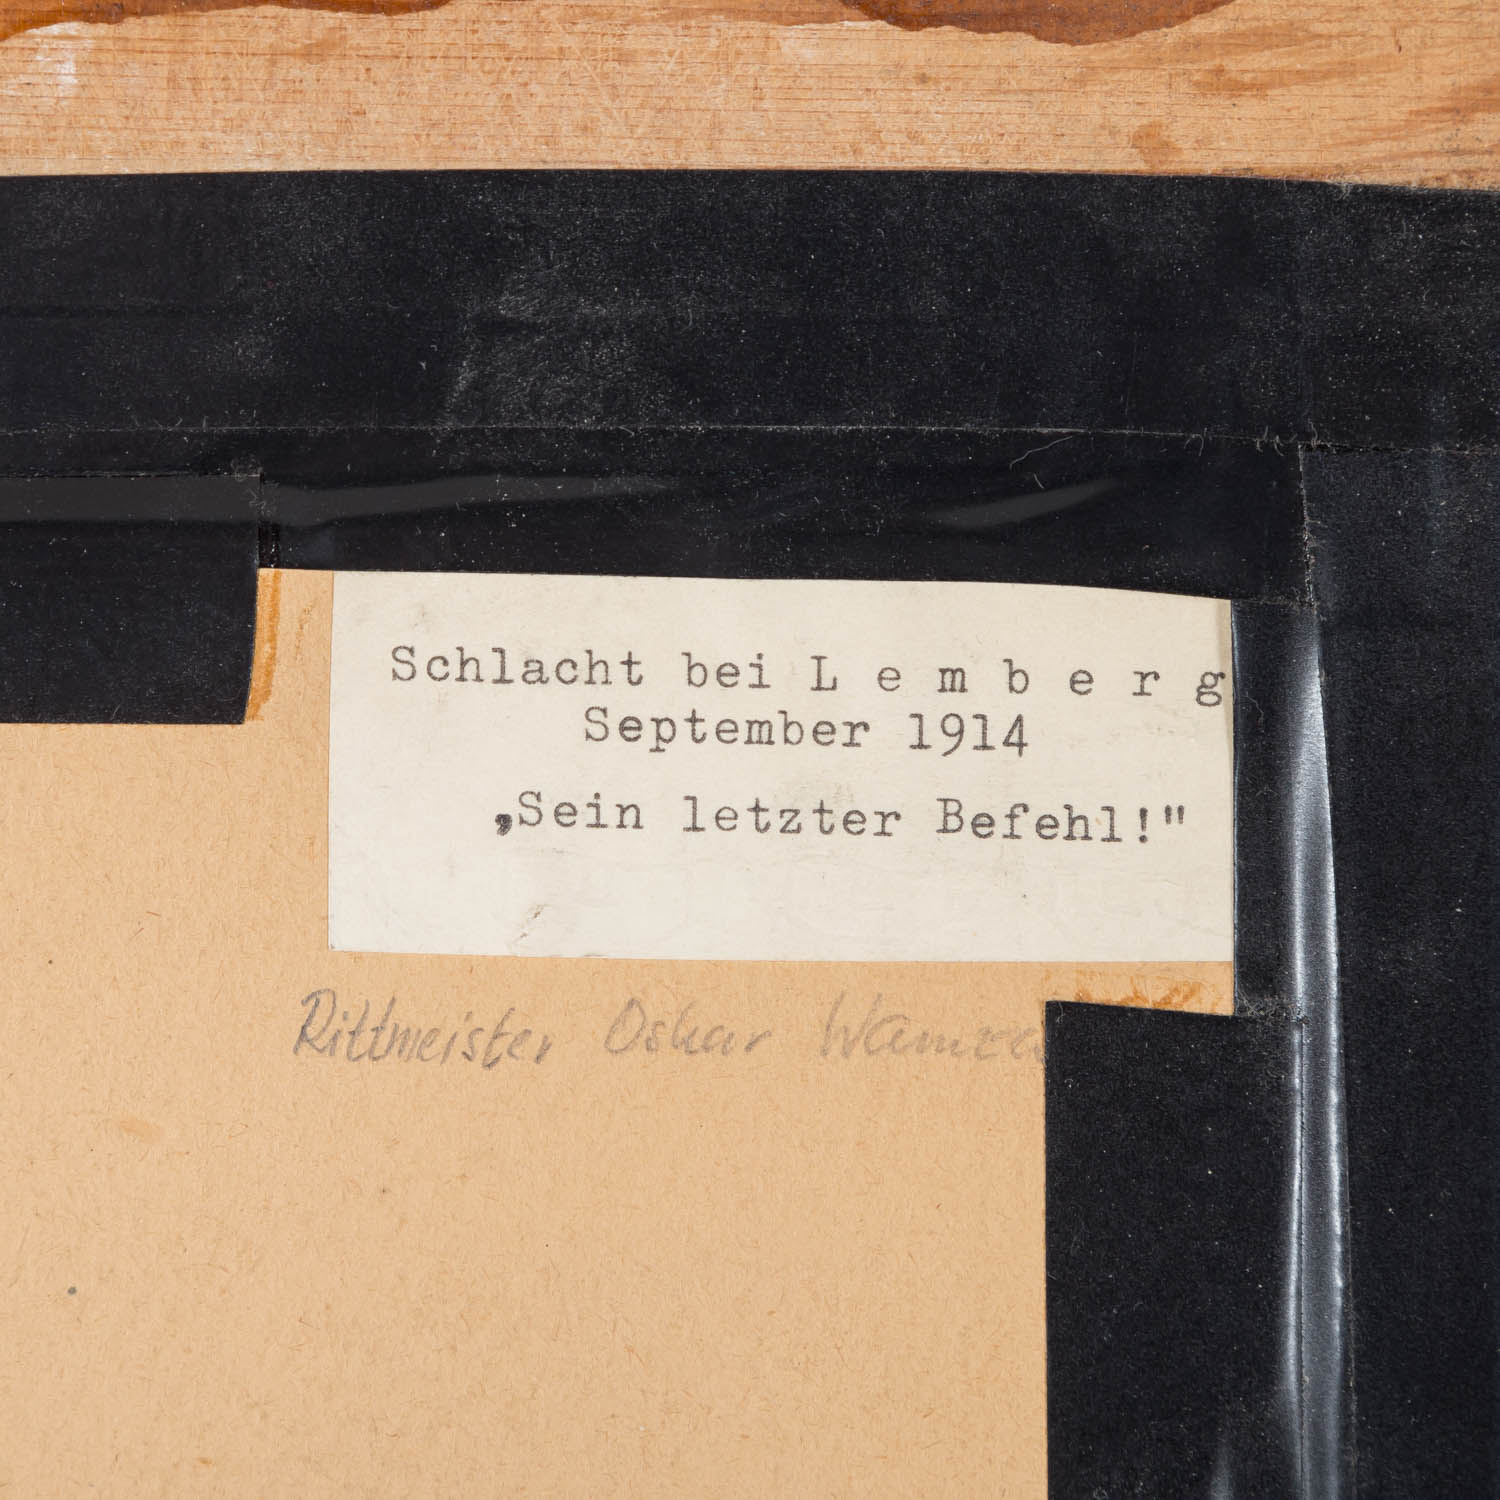 Schlacht bei L e m b e r g
September 1914
„Sein letzter Befehl!"
Rittmeister Oskar